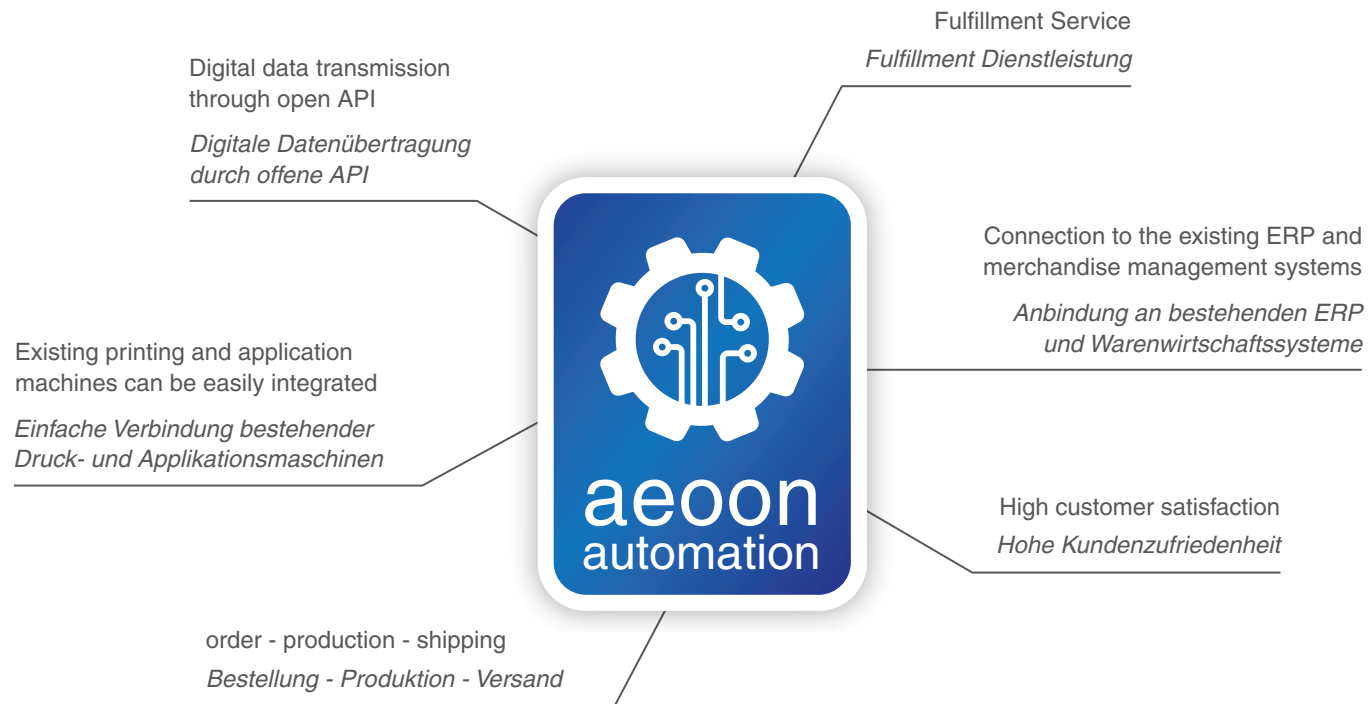 Fulfillment Service
Fulfillment Dienstleistung
Digital data transmission
through open API
Digitale Datenübertragung
durch offene API
Connection to the existing ERP and
merchandise management systems
Anbindung an bestehenden ERP
und Warenwirtschaftssysteme
Existing printing and application
machines can be easily integrated
Einfache Verbindung bestehender
Druck- und Applikationsmaschinen
aeoon
automation
High customer satisfaction
Hohe Kundenzufriedenheit
order - production - shipping
Bestellung - Produktion - Versand